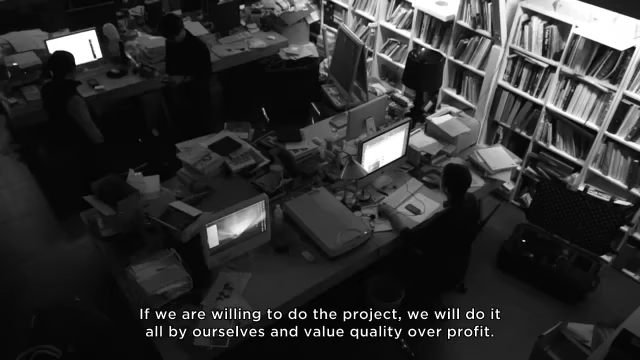 If we are willing to do the project, we will do it
all by ourselves and value quality over profit.